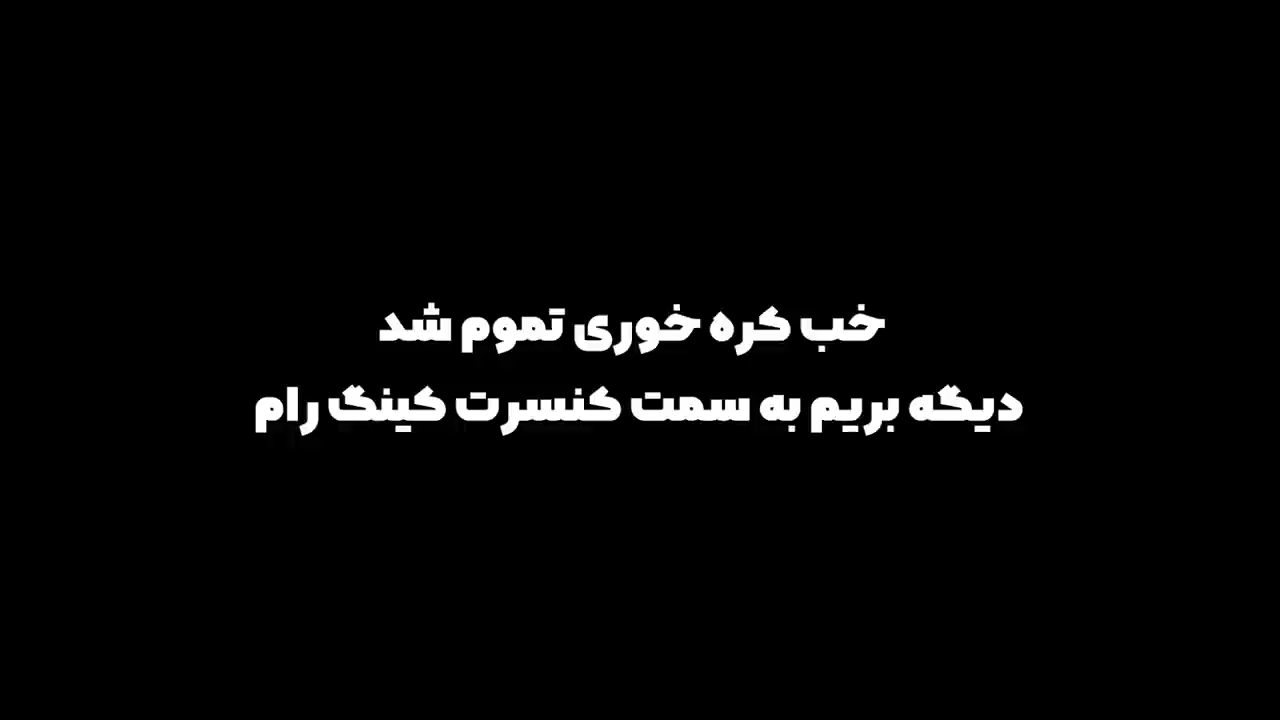 خب کره خوری تموم شد
دیگه بریم به سمت کنسرت کینگ رام